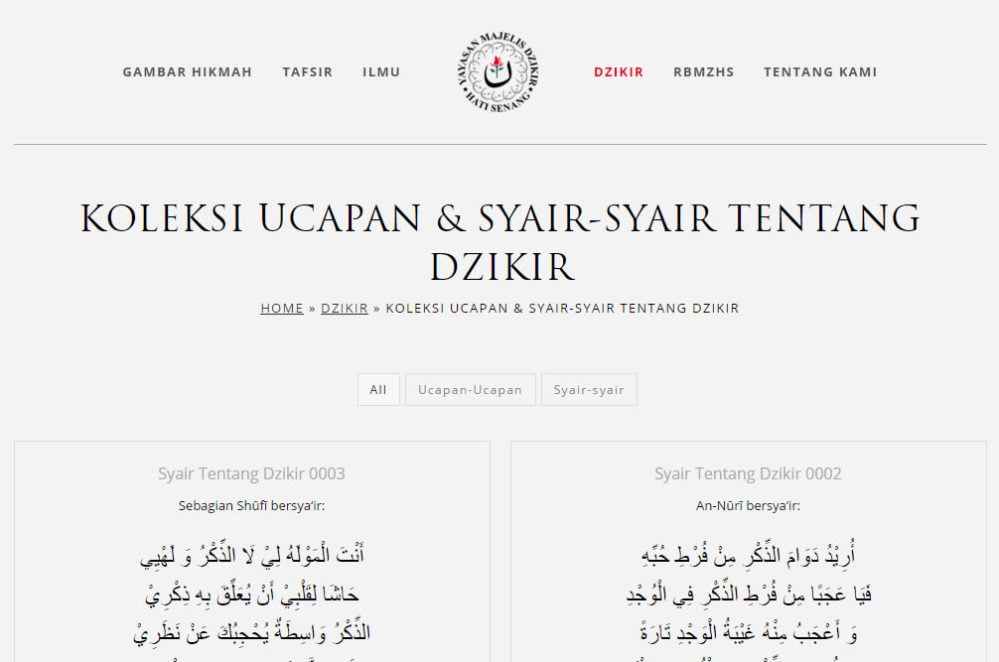 GAMBAR HIKMAH TAFSIR ILMU
YAYASAN MAJELIS DZIKIR
• HATI SENANG •
DZIKIR RBMZHS TENTANG KAMI
KOLEKSI UCAPAN & SYAIR-SYAIR TENTANG
DZIKIR
HOME » DZIKIR » KOLEKSI UCAPAN & SYAIR-SYAIR TENTANG DZIKIR
All Ucapan-Ucapan Syair-syair
Syair Tentang Dzikir 0003
Sebagian Shūfī bersya‘ir:
أَنْتَ الْمَوْلَهُ لِيْ لَا الذِّكْرُ وَ لَهْيِي
حَاشَا لِقَلْبِيْ أَنْ يُعَلَّقَ بِهِ ذِكْرِيْ
الذِّكْرُ وَاسِطَةٌ يُحْجِبُكَ عَنْ نَظَرِيْ
Syair Tentang Dzikir 0002
An-Nūrī bersya‘ir:
أُرِيْدُ دَوَامَ الذِّكْرِ مِنْ فُرْطِ حُبِّهِ
فَيَا عَجَبًا مِنْ فُرْطِ الذِّكْرِ فِي الْوُجْدِ
وَ أَعْجَبُ مِنْهُ غَيْبَةُ الْوَجْدِ تَارَةً